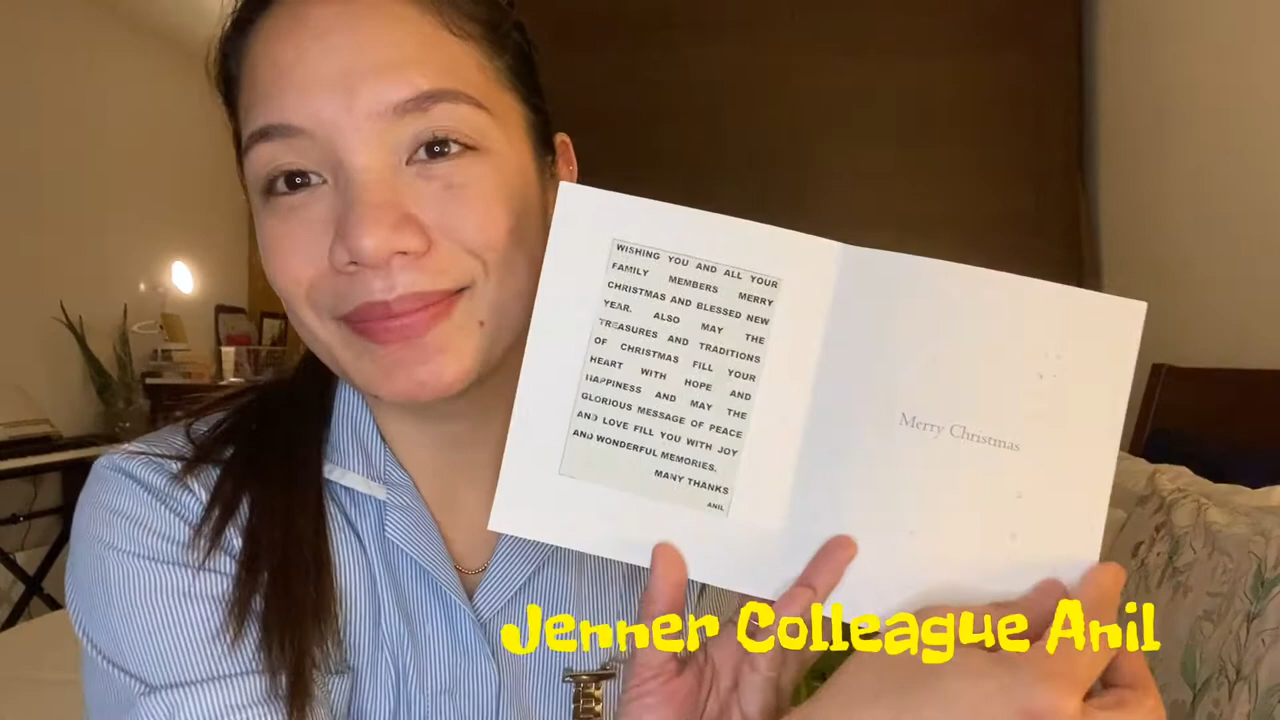 WISHING YOU AND ALL YOUR
FAMILY MEMBERS MERRY
CHRISTMAS AND BLESSED NEW
YEAR. ALSO MAY THE
TREASURES AND TRADITIONS
OF CHRISTMAS FILL YOUR
HEART WITH HOPE AND
HAPPINESS AND MAY THE
GLORIOUS MESSAGE OF PEACE
AND LOVE FILL YOU WITH JOY
AND WONDERFUL MEMORIES.
MANY THANKS
ANIL
Merry Christmas
Jenner Colleague Anil